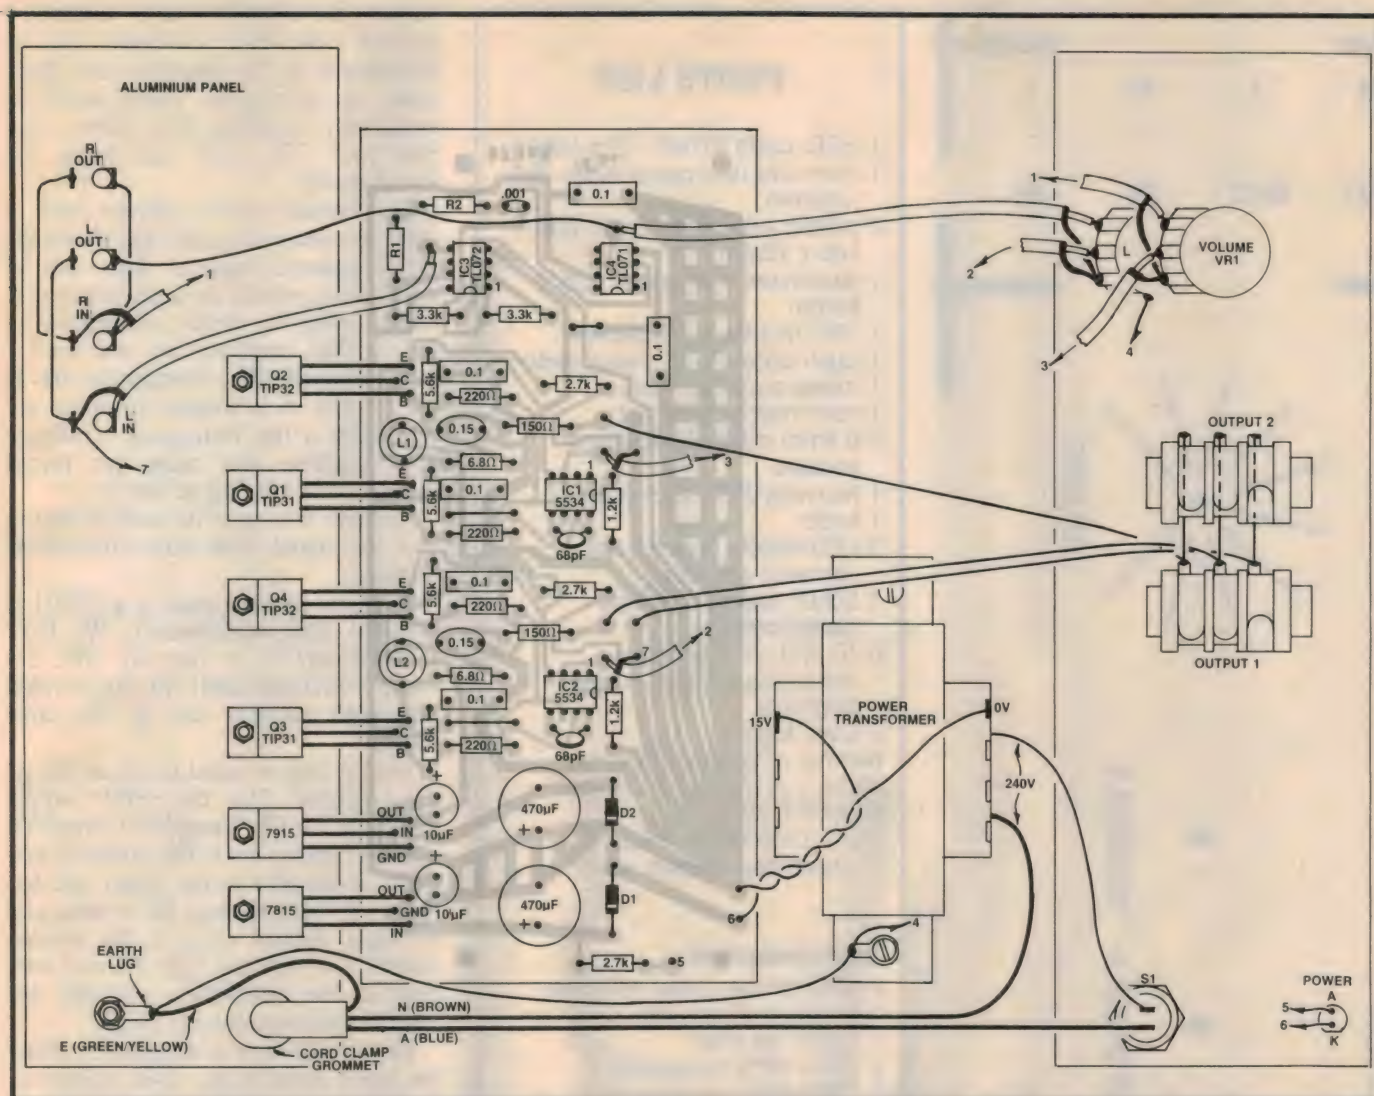 ALUMINIUM PANEL
R
OUT
L
OUT
R
IN
1
L
IN
7
R2
.001
0.1
R1
IC3
TL072
1
IC4
TL071
1
3.3k
3.3k
0.1
Q2
TIP32
E
C
B
5.6k
0.1
220Ω
2.7k
L1
0.15
150Ω
6.8Ω
Q1
TIP31
E
C
B
5.6k
0.1
220Ω
1
IC1
5534
68pF
1.2k
3
Q4
TIP32
E
C
B
5.6k
0.1
220Ω
2.7k
L2
0.15
150Ω
6.8Ω
Q3
TIP31
E
C
B
5.6k
0.1
220Ω
1
IC2
5534
68pF
1.2k
7
2
7915
OUT
IN
GND
+
10µF
470µF
+
D2
7815
OUT
GND
IN
+
10µF
470µF
+
D1
6
2.7k
5
EARTH
LUG
E (GREEN/YELLOW)
CORD CLAMP
GROMMET
N (BROWN)
A (BLUE)
15V
POWER
TRANSFORMER
0V
240V
4
1
2
L
VOLUME
VR1
3
4
OUTPUT 2
OUTPUT 1
S1
POWER
A
5
6
K